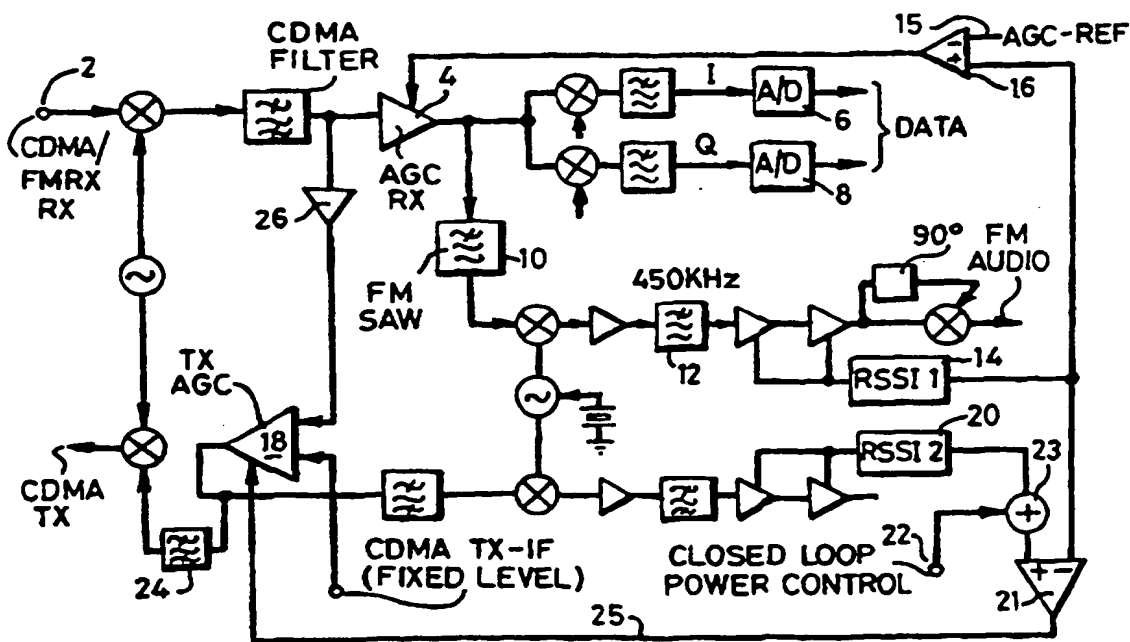 CDMA
FILTER
2
4
15
AGC-REF
16
-
+
I
A/D
6
DATA
CDMA/
FMRX
RX
AGC
RX
Q
A/D
8
26
10
90°
FM
AUDIO
FM
SAW
450KHz
12
14
RSSI 1
TX
AGC
18
20
RSSI 2
23
+
CDMA
TX
24
CDMA TX-IF
(FIXED LEVEL)
CLOSED LOOP
POWER CONTROL
22
+ -
21
25